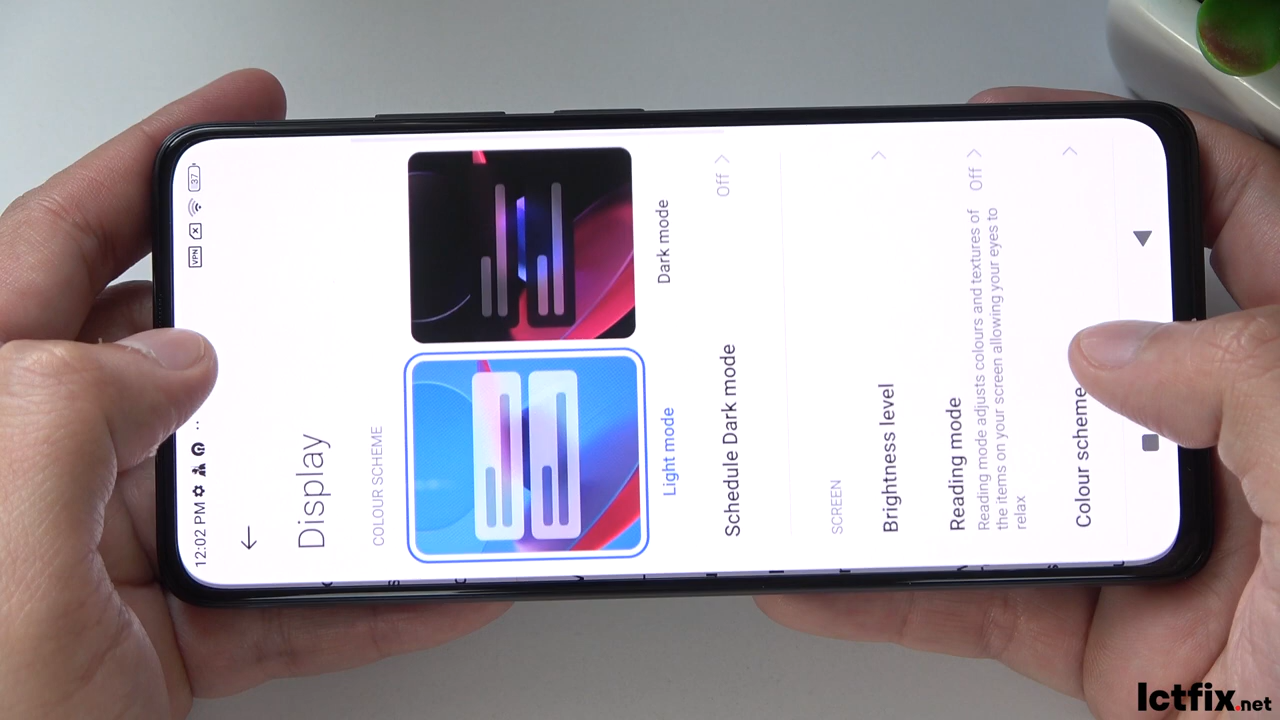 12:02 PM
VPN
37
Display
COLOUR SCHEME
Light mode
Dark mode
Schedule Dark mode
Off
SCREEN
Brightness level
Reading mode
Off
Reading mode adjusts colours and textures of
the items on your screen allowing your eyes to
relax
Colour scheme
Ictfix.net